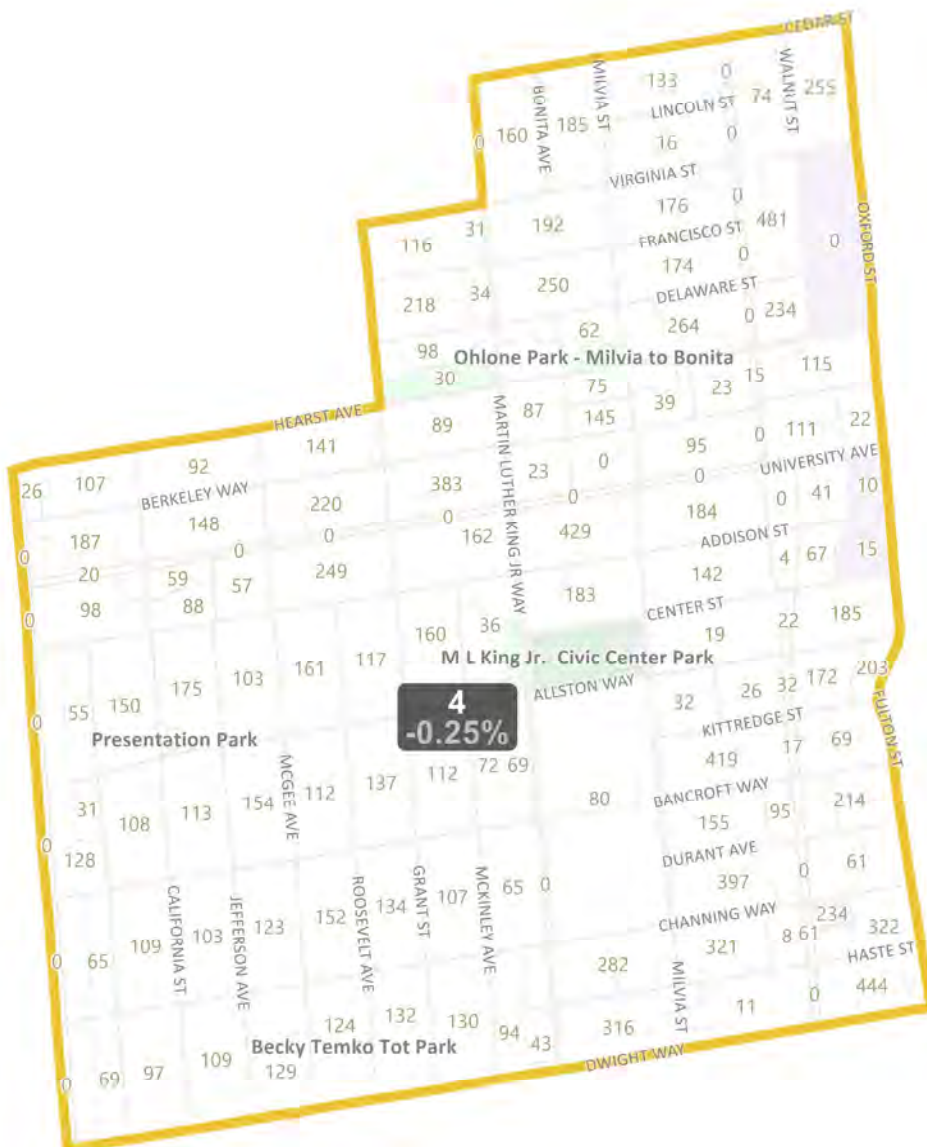 CEDAR ST
133 0
WALNUT ST
MILVIA ST
BONITA AVE
LINCOLN ST
74 255
0 160 185
16 0
VIRGINIA ST
176 0
31 192
116
FRANCISCO ST
481
OXFORD ST
0
174 0
250
34
218
DELAWARE ST
264 0 234
62
98
Ohlone Park - Milvia to Bonita
30
75 23 15 115
39
87
145
MARTIN LUTHER KING JR WAY
HEARST AVE
89
141
92
107
26
95 0 111 22
UNIVERSITY AVE
0
23
383
BERKELEY WAY
220
148
187
0
0 41 10
184
0
0
0
0
ADDISON ST
429
162
249
57
59
20
4 67 15
142
183
CENTER ST
88
98
0
22 185
19
36
160
M L King Jr. Civic Center Park
117
161
103
175
150
55
0
ALLSTON WAY
4
-0.25%
32 26 32 172 203
KITTREDGE ST
FULTON ST
Presentation Park
419 17 69
69
72
112
137
112
MCGEE AVE
154
113
108
31
0
BANCROFT WAY
80
155 95 214
128
DURANT AVE
397 0 61
0
65
MCKINLEY AVE
107
GRANT ST
134
ROOSEVELT AVE
152
123
JEFFERSON AVE
103
CALIFORNIA ST
109
65
0
CHANNING WAY
234 322
8 61
321
282
HASTE ST
444
0
11
MILVIA ST
316
43
94
130
132
124
Becky Temko Tot Park
DWIGHT WAY
129
109
97
69
0